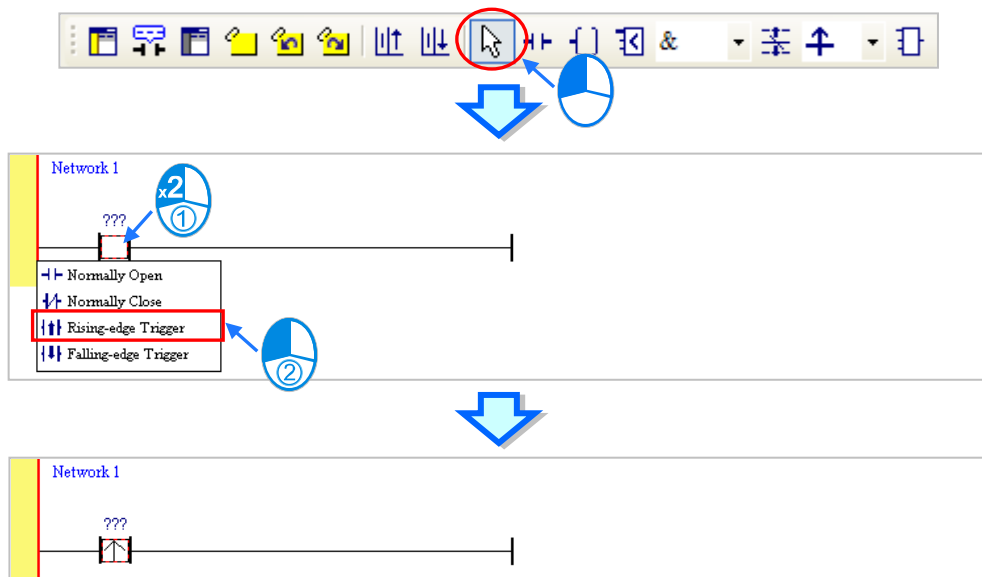 &
Network 1
x2
①
???
Normally Open
Normally Close
Rising-edge Trigger
Falling-edge Trigger
②
Network 1
???